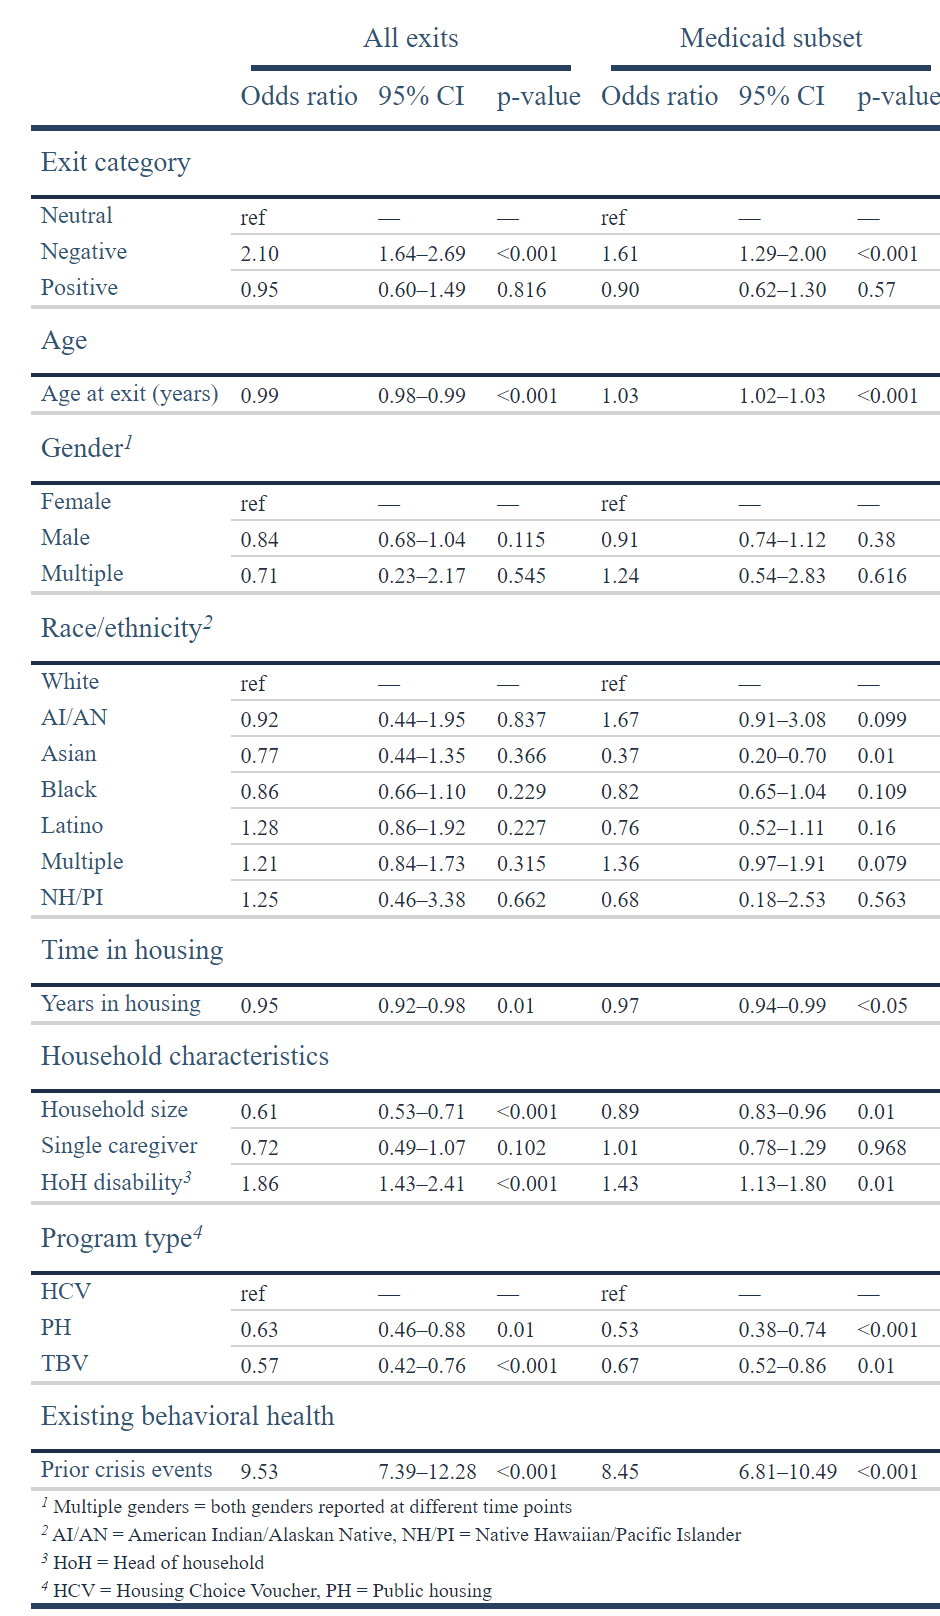 All exits Medicaid subset
Odds ratio 95% CI p-value Odds ratio 95% CI p-value
Exit category
Neutral ref — — ref — —
Negative 2.10 1.64–2.69 <0.001 1.61 1.29–2.00 <0.001
Positive 0.95 0.60–1.49 0.816 0.90 0.62–1.30 0.57
Age
Age at exit (years) 0.99 0.98–0.99 <0.001 1.03 1.02–1.03 <0.001
Gender1
Female ref — — ref — —
Male 0.84 0.68–1.04 0.115 0.91 0.74–1.12 0.38
Multiple 0.71 0.23–2.17 0.545 1.24 0.54–2.83 0.616
Race/ethnicity2
White ref — — ref — —
AI/AN 0.92 0.44–1.95 0.837 1.67 0.91–3.08 0.099
Asian 0.77 0.44–1.35 0.366 0.37 0.20–0.70 0.01
Black 0.86 0.66–1.10 0.229 0.82 0.65–1.04 0.109
Latino 1.28 0.86–1.92 0.227 0.76 0.52–1.11 0.16
Multiple 1.21 0.84–1.73 0.315 1.36 0.97–1.91 0.079
NH/PI 1.25 0.46–3.38 0.662 0.68 0.18–2.53 0.563
Time in housing
Years in housing 0.95 0.92–0.98 0.01 0.97 0.94–0.99 <0.05
Household characteristics
Household size 0.61 0.53–0.71 <0.001 0.89 0.83–0.96 0.01
Single caregiver 0.72 0.49–1.07 0.102 1.01 0.78–1.29 0.968
HoH disability3 1.86 1.43–2.41 <0.001 1.43 1.13–1.80 0.01
Program type4
HCV ref — — ref — —
PH 0.63 0.46–0.88 0.01 0.53 0.38–0.74 <0.001
TBV 0.57 0.42–0.76 <0.001 0.67 0.52–0.86 0.01
Existing behavioral health
Prior crisis events 9.53 7.39–12.28 <0.001 8.45 6.81–10.49 <0.001
1 Multiple genders = both genders reported at different time points
2 AI/AN = American Indian/Alaskan Native, NH/PI = Native Hawaiian/Pacific Islander
3 HoH = Head of household
4 HCV = Housing Choice Voucher, PH = Public housing